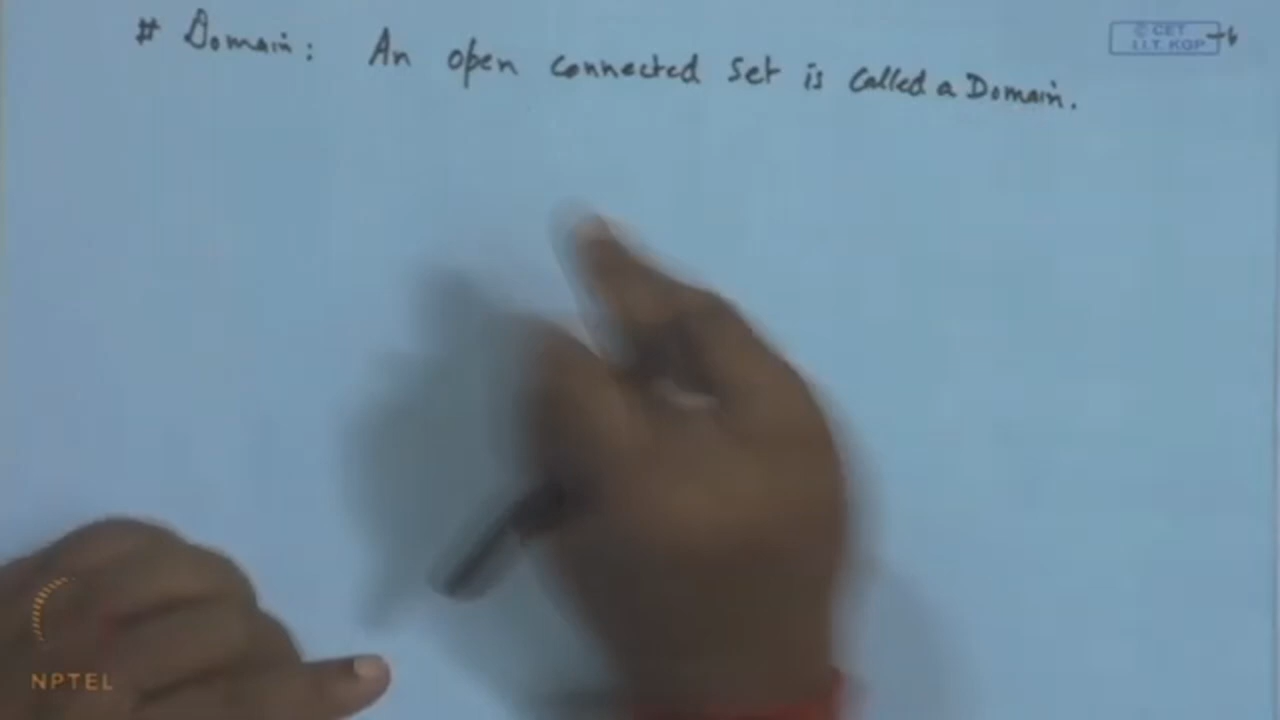 # Domain: An open connected set is called a Domain.
© CET
I.I.T. KGP
NPTEL